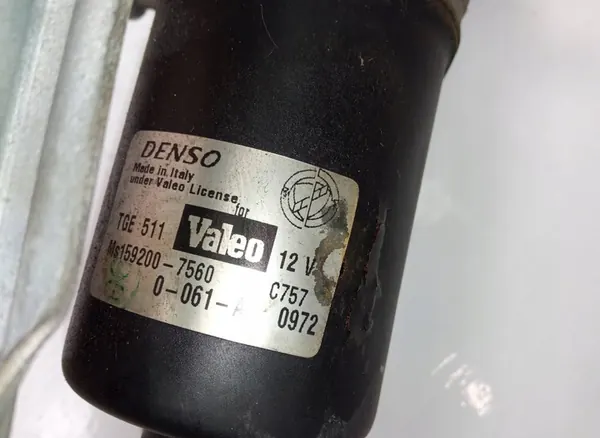 DENSO
Made in Italy
under Valeo License
for
TGE 511 Valeo 12 V
MS159200-7560 C757
0-061-A 0972